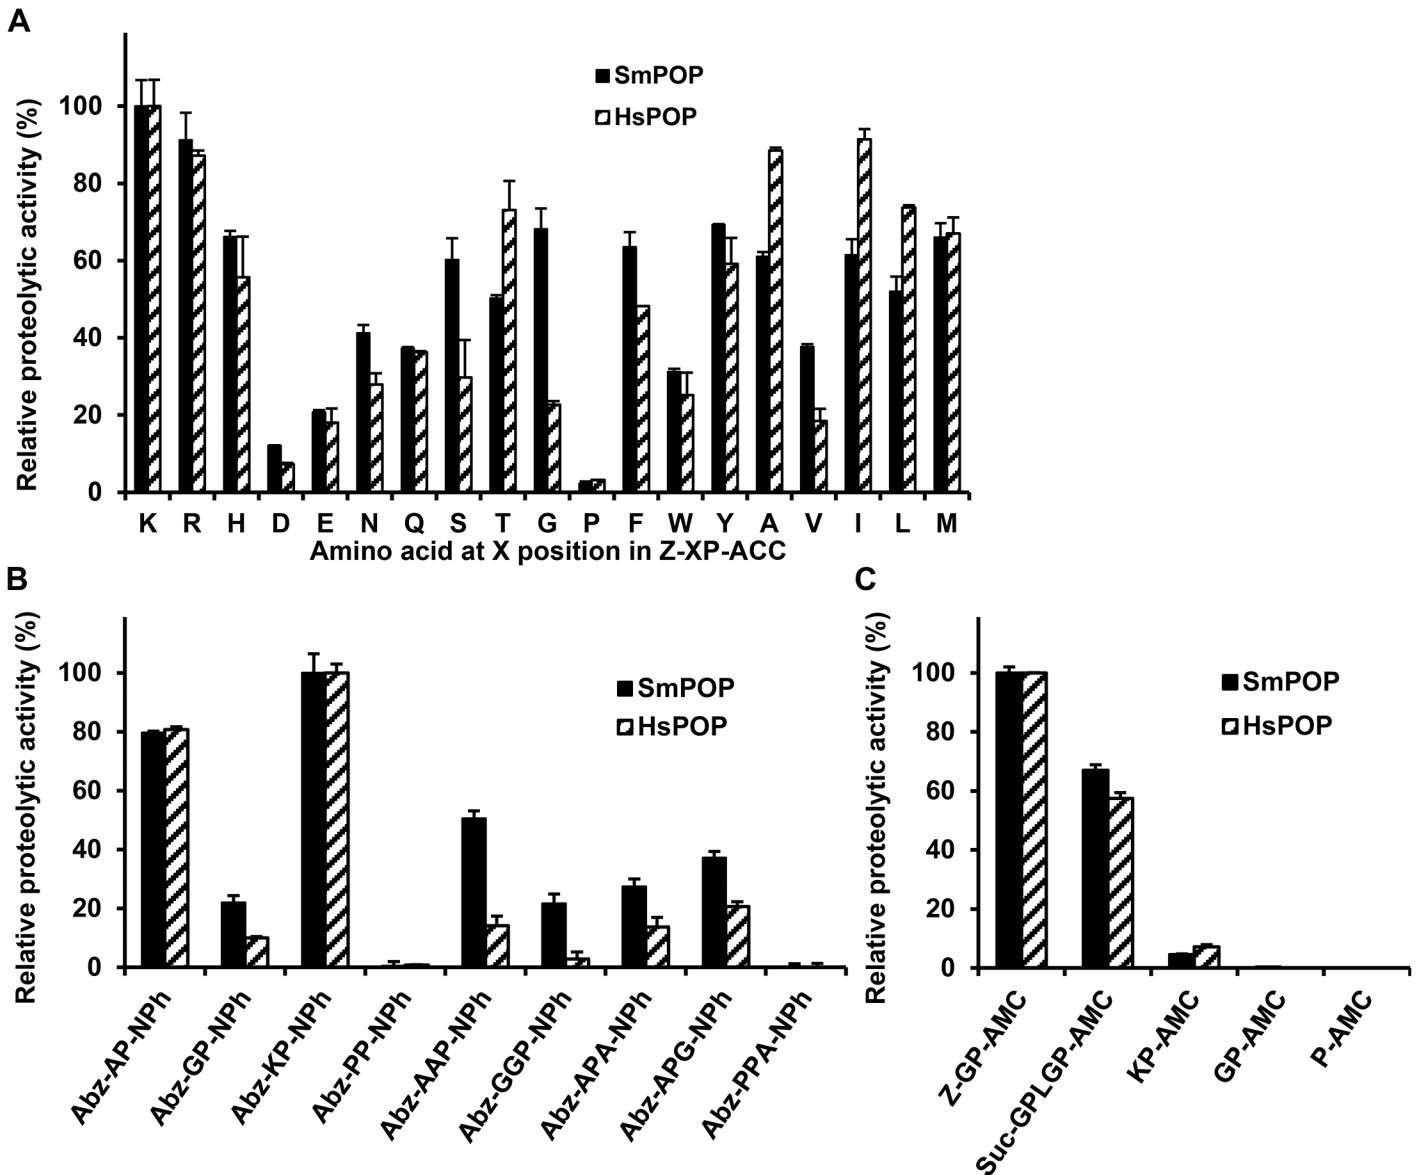 A
SmPOP
HsPOP
Relative proteolytic activity (%)
100
80
60
40
20
0
K R H D E N Q S T G P F W Y A V I L M
Amino acid at X position in Z-XP-ACC
B
SmPOP
HsPOP
Relative proteolytic activity (%)
100
80
60
40
20
0
Abz-AP-NPh
Abz-GP-NPh
Abz-KP-NPh
Abz-PP-NPh
Abz-AAP-NPh
Abz-GGP-NPh
Abz-APA-NPh
Abz-APG-NPh
Abz-PPA-NPh
C
SmPOP
HsPOP
Relative proteolytic activity (%)
100
80
60
40
20
0
Z-GP-AMC
Suc-GPLGP-AMC
KP-AMC
GP-AMC
P-AMC